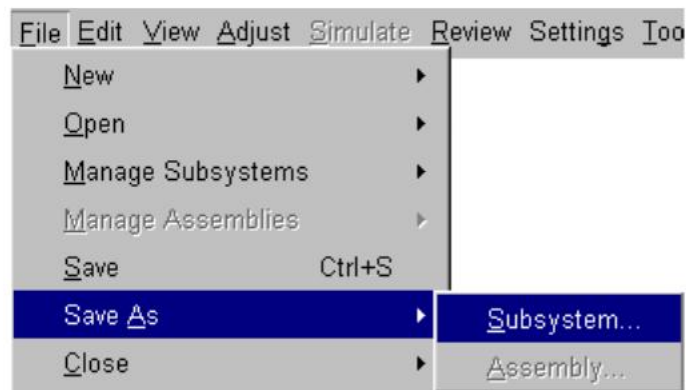 File Edit View Adjust Simulate Review Settings Too
New
Open
Manage Subsystems
Manage Assemblies
Save Ctrl+S
Save As Subsystem...
Close Assembly...